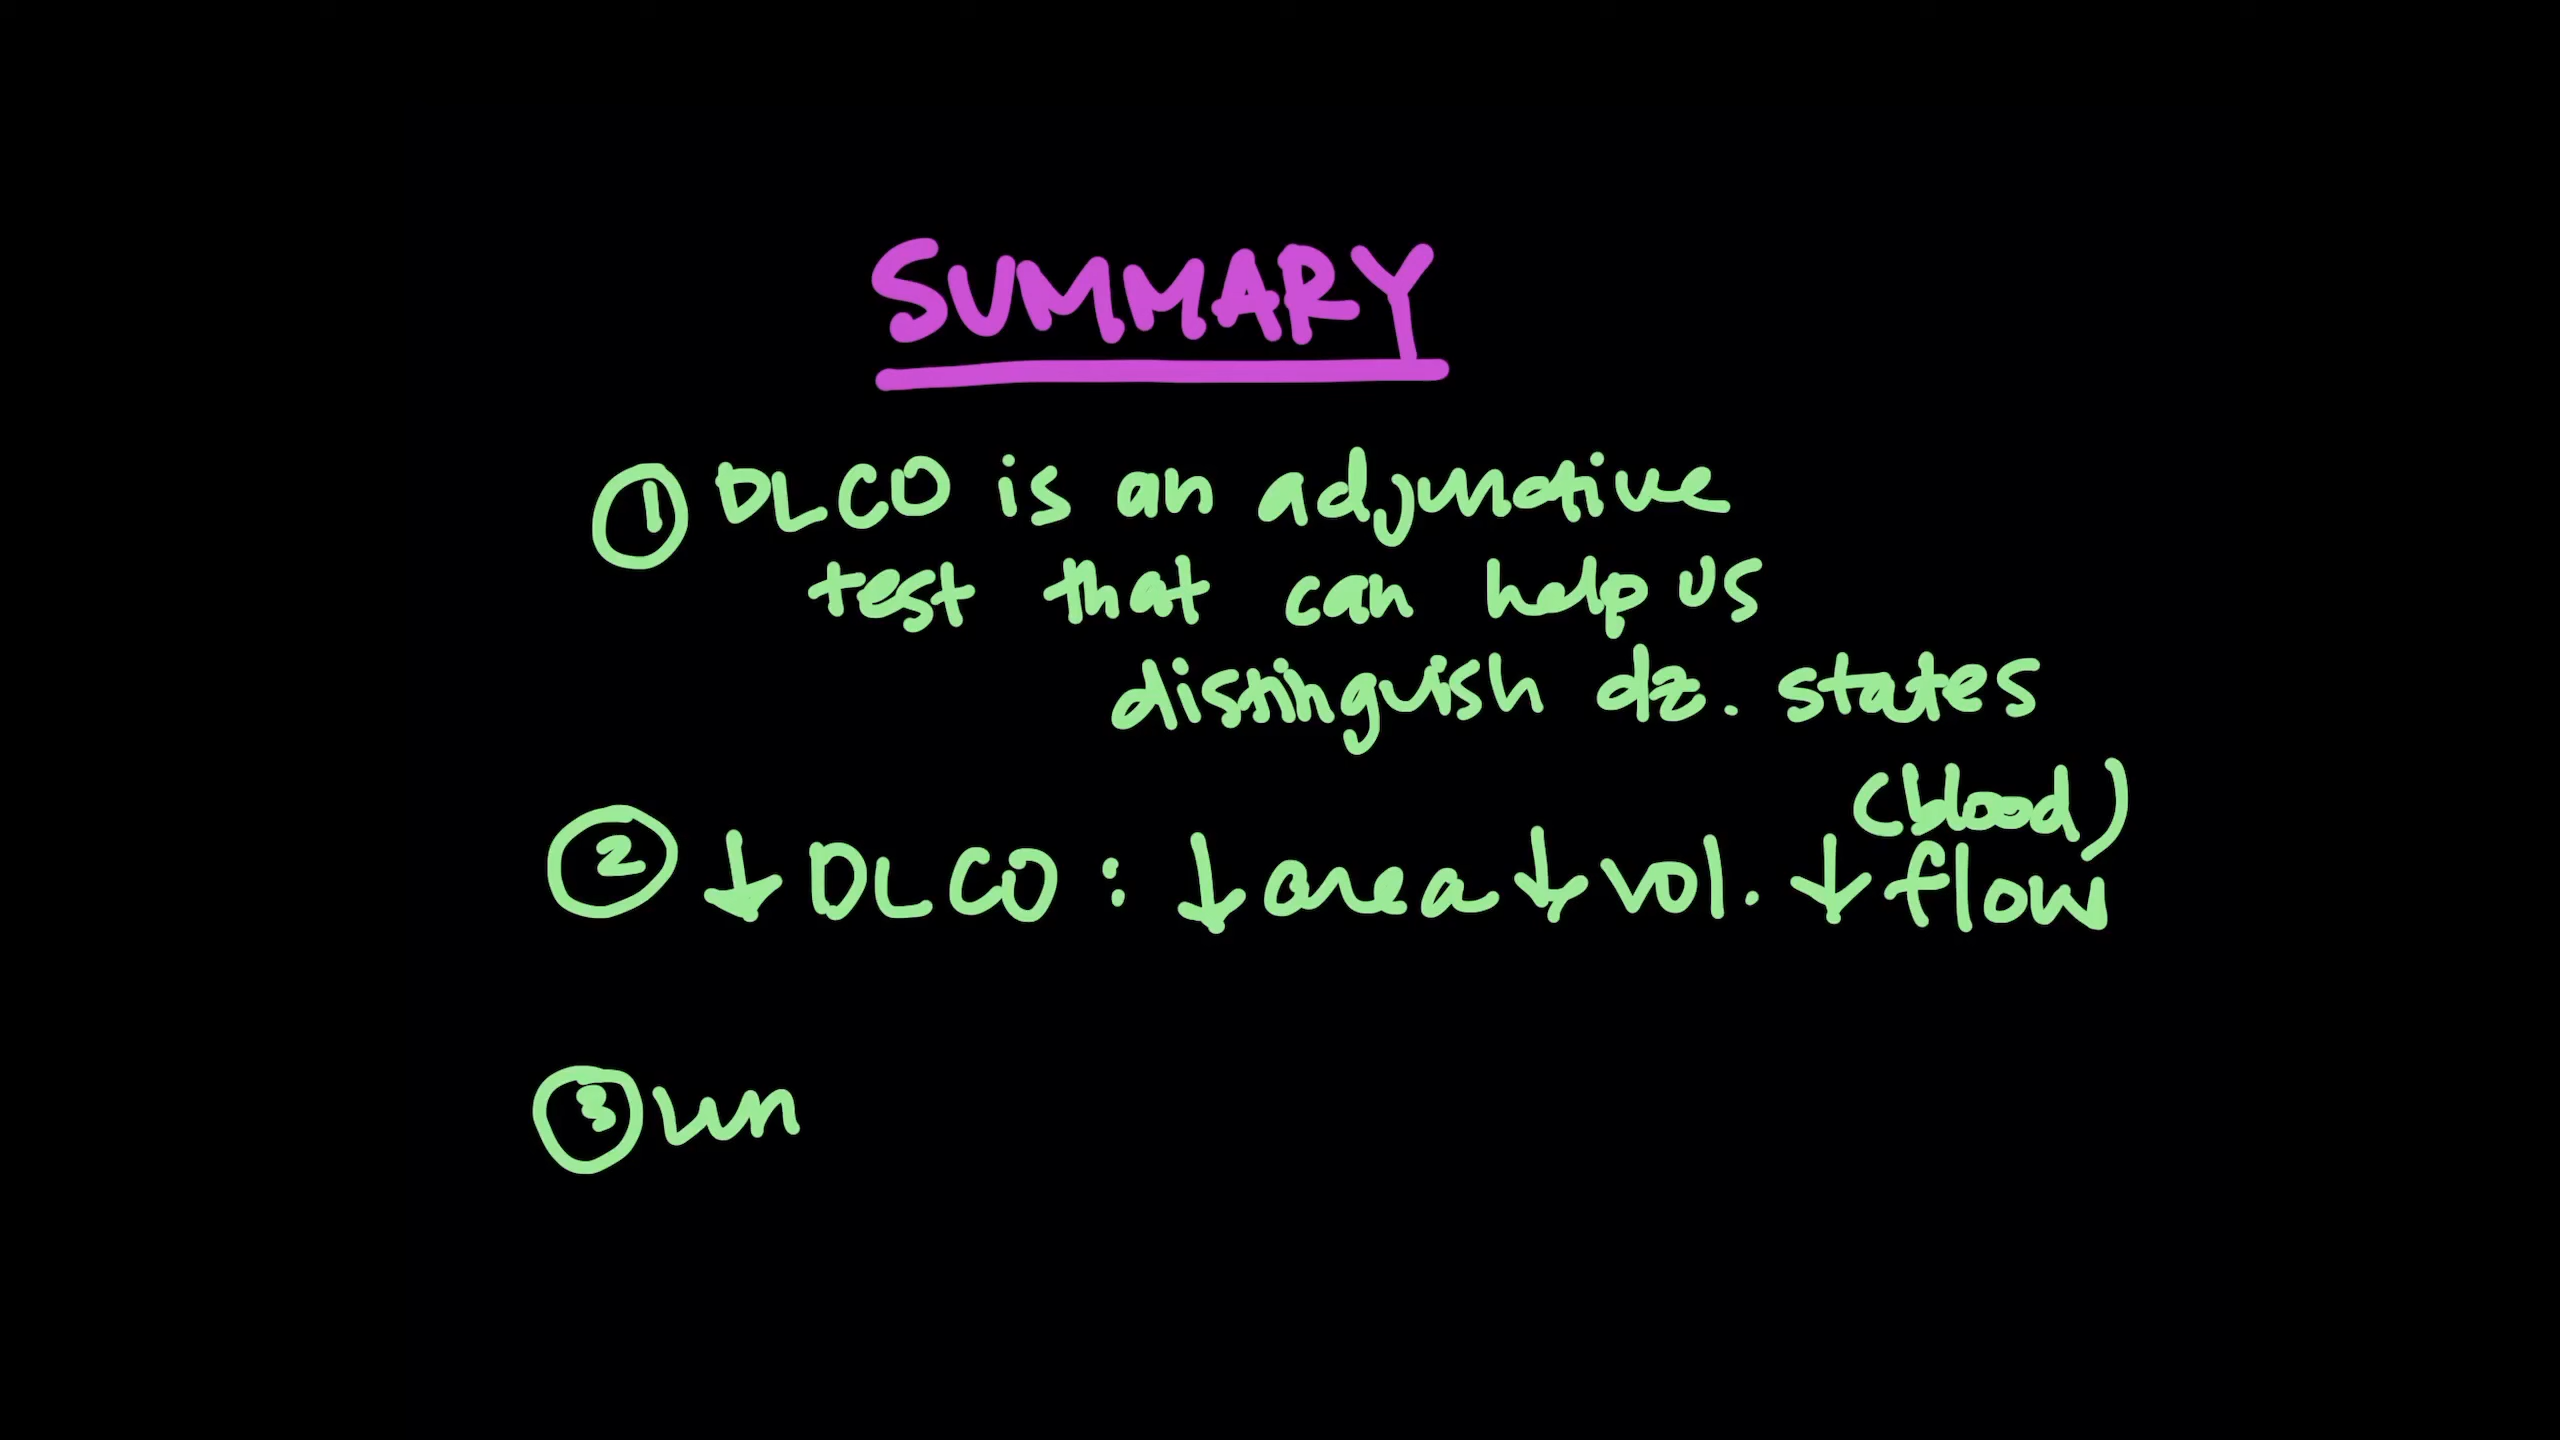 SUMMARY
① DLCO is an adjunctive
test that can help us
distinguish dz. states
(blood)
② ↓ DLCO : ↓ area ↓ vol. ↓ flow
③ un